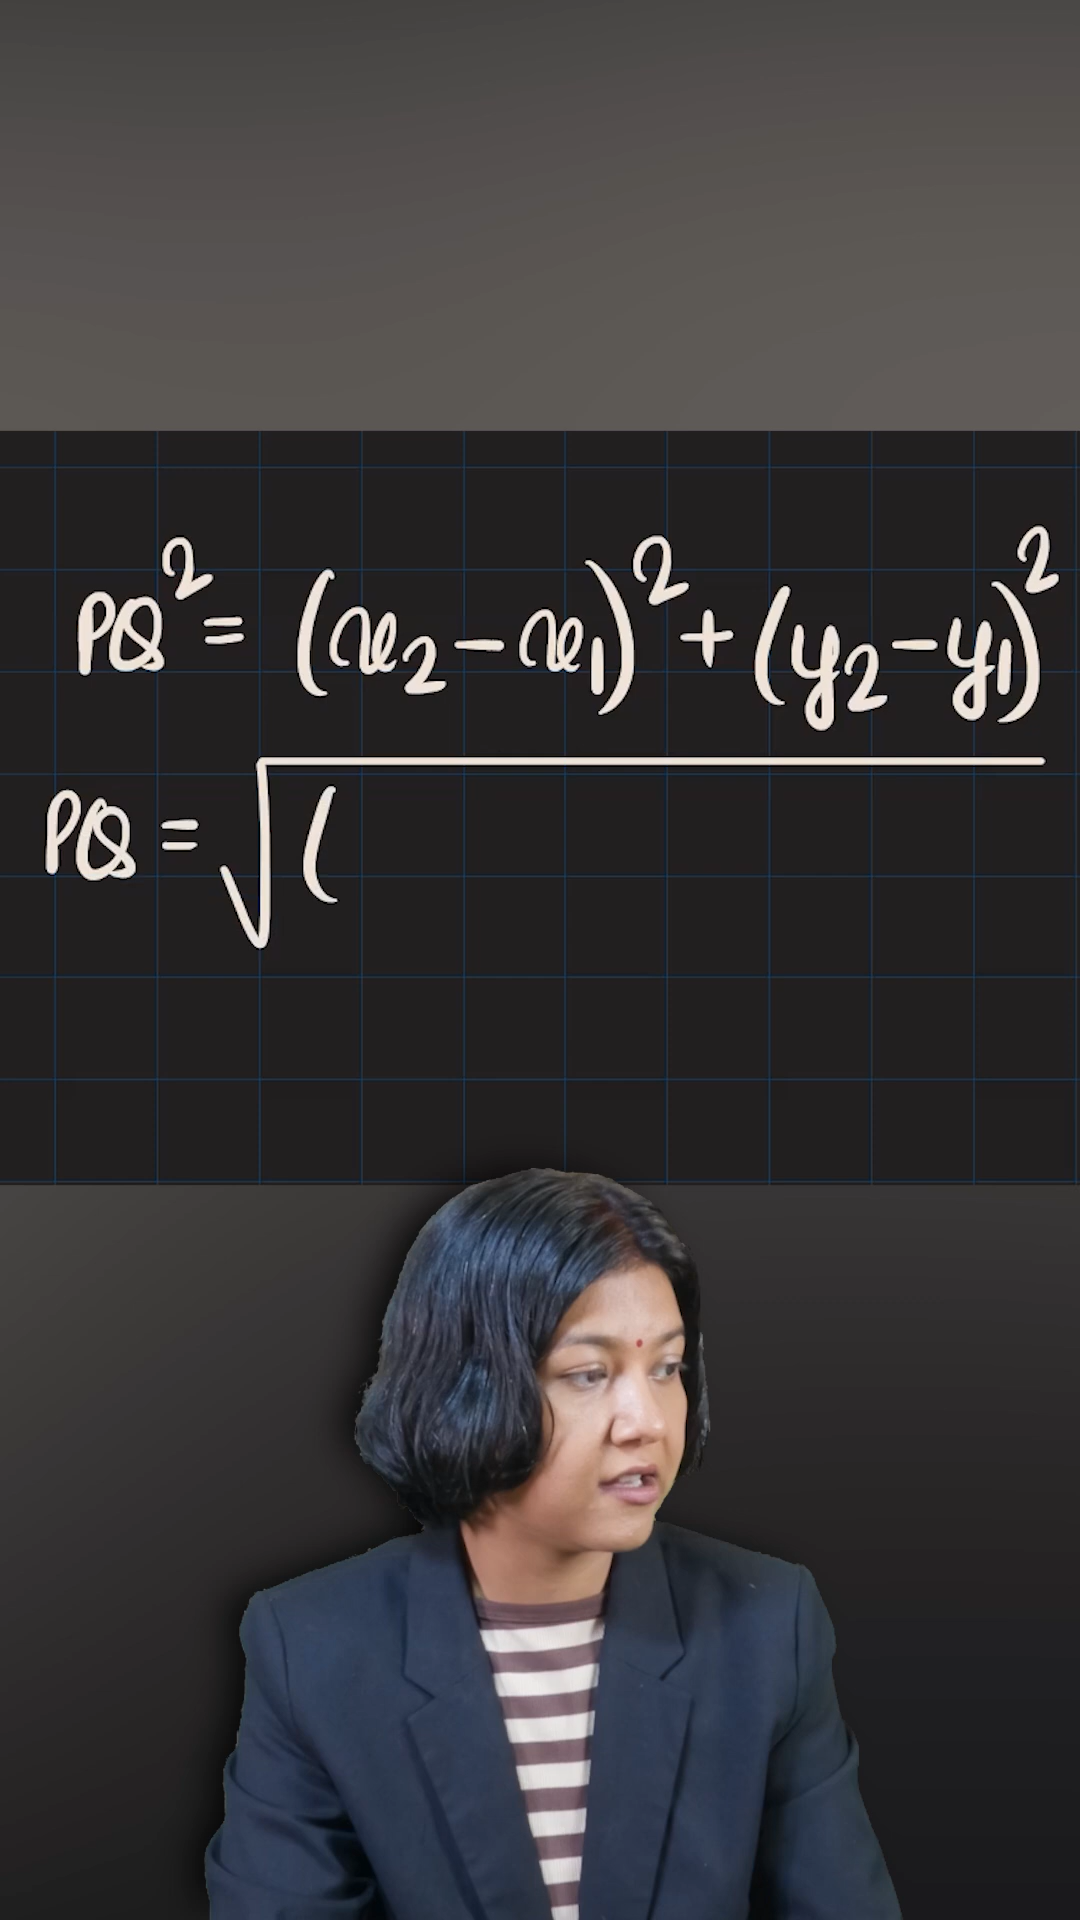 PQ² = (x₂ - x₁)² + (y₂ - y₁)²
PQ = √(